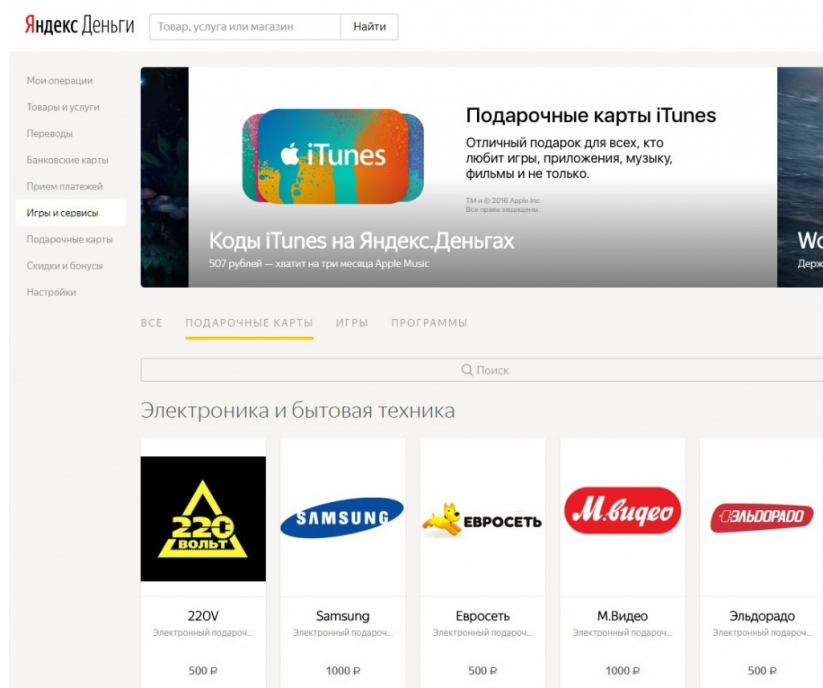 Яндекс Деньги
Товар, услуга или магазин
Найти
Мои операции
Товары и услуги
Переводы
Банковские карты
Прием платежей
Игры и сервисы
Подарочные карты
Скидки и бонусы
Настройки
iTunes
Подарочные карты iTunes
Отличный подарок для всех, кто
любит игры, приложения, музыку,
фильмы и не только.
TM и © 2016 Apple Inc.
Все права защищены.
Коды iTunes на Яндекс.Деньгах
507 рублей — хватит на три месяца Apple Music
Wo
Держ
ВСЕ ПОДАРОЧНЫЕ КАРТЫ ИГРЫ ПРОГРАММЫ
Поиск
Электроника и бытовая техника
220
ВОЛЬТ
SAMSUNG
ЕВРОСЕТЬ
М.видео
ЭЛЬДОРАДО
220V Samsung Евросеть М.Видео Эльдорадо
Электронный подароч... Электронный подароч... Электронный подароч... Электронный подароч... Электронный подароч...
500 ₽ 1000 ₽ 500 ₽ 1000 ₽ 500 ₽